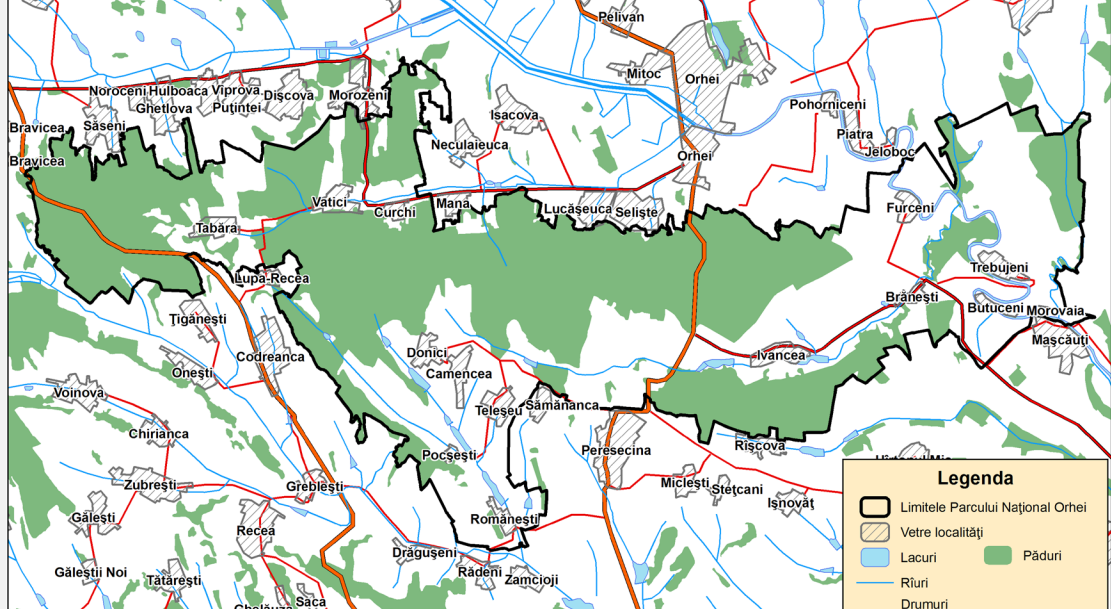 Pelivan
Mitoc
Orhei
Noroceni
Hulboaca
Viprova
Dișcova
Morozeni
Ghetlova
Puținței
Săseni
Isacova
Pohorniceni
Bravicea
Neculaieuca
Piatra
Jeloboc
Bravicea
Orhei
Vatici
Curchi
Mana
Lucășeuca
Seliște
Furceni
Tabăra
Lupa-Recea
Trebujeni
Brănești
Butuceni
Morovaia
Țigănești
Mașcăuți
Donici
Ivancea
Codreanca
Camencea
Onești
Voinova
Teleșeu
Sămănanca
Chirianca
Peresecina
Rîșcova
Pocșești
Zubrești
Greblești
Miclești
Stețcani
Ișnovăț
Gălești
Recea
Românești
Drăgușeni
Găleștii Noi
Tătărești
Rădeni
Zamcioji
Saca
Legenda
Limitele Parcului Național Orhei
Vetre localități
Lacuri
Păduri
Rîuri
Drumuri